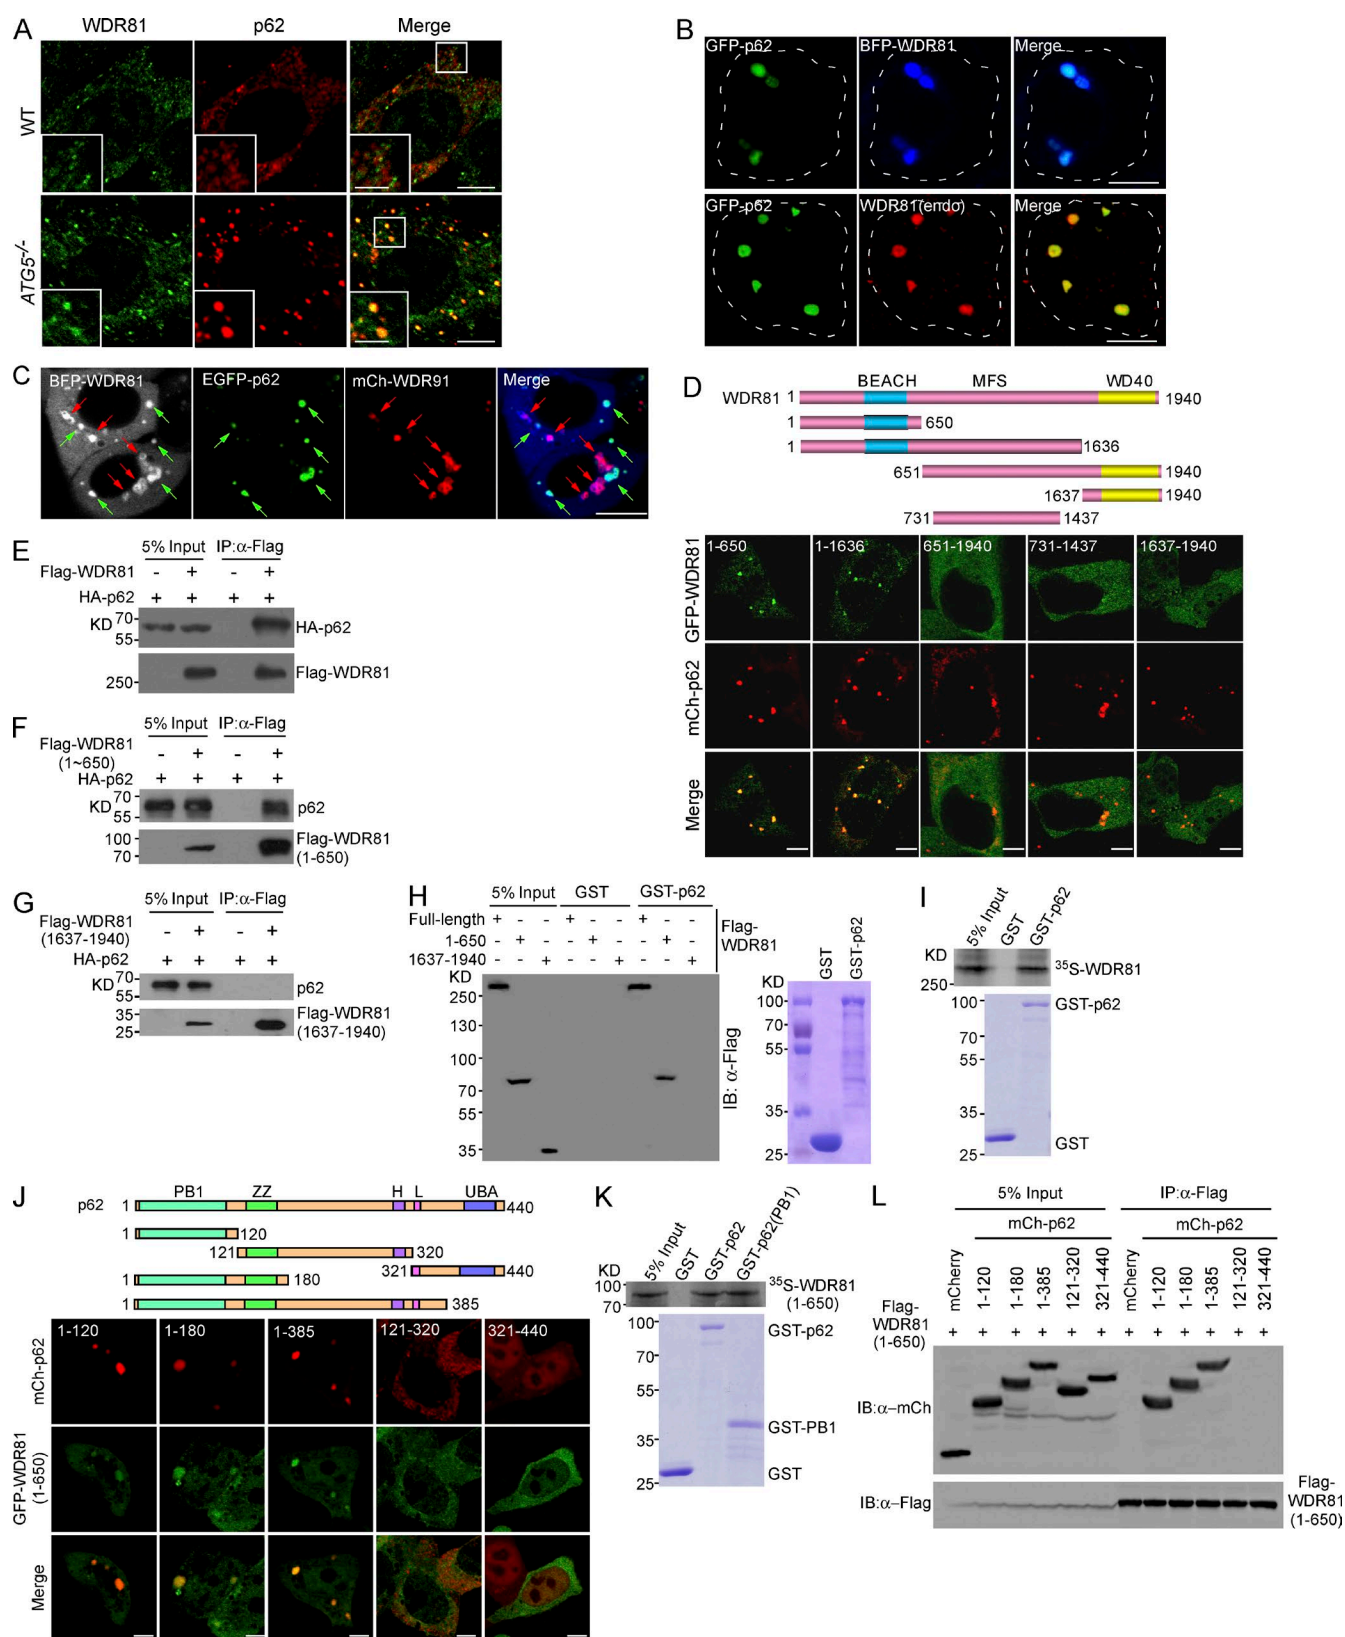 A
WDR81 p62 Merge
WT
ATG5-/-
B
GFP-p62 BFP-WDR81 Merge
GFP-p62 WDR81(endo) Merge
C
BFP-WDR81 EGFP-p62 mCh-WDR91 Merge
D
BEACH MFS WD40
WDR81 1 1940
1 650
1 1636
651 1940
1637 1940
731 1437
1-650 1-1636 651-1940 731-1437 1637-1940
GFP-WDR81
mCh-p62
Merge
E
5% Input IP:α-Flag
Flag-WDR81 - + - +
HA-p62 + + + +
KD 70
55
HA-p62
250
Flag-WDR81
F
5% Input IP:α-Flag
Flag-WDR81
(1~650)
- + - +
HA-p62 + + + +
KD 70
55
p62
100
70
Flag-WDR81
(1-650)
G
5% Input IP:α-Flag
Flag-WDR81
(1637-1940)
- + - +
HA-p62 + + + +
KD 70
55
p62
35
25
Flag-WDR81
(1637-1940)
H
5% Input GST GST-p62
Full-length + + +
1-650 + + +
1637-1940 + + +
Flag-
WDR81
KD
250
130
100
70
55
35
IB: α-Flag
GST GST-p62
KD
100
70
55
35
25
I
5% Input GST GST-p62
KD
250
35S-WDR81
100
GST-p62
70
55
35
25
GST
J
PB1 ZZ H L UBA
p62 1 440
1 120
121 320
321 440
1 180
1 385
1-120 1-180 1-385 121-320 321-440
mCh-p62
GFP-WDR81
(1-650)
Merge
K
5% Input GST GST-p62 GST-p62(PB1)
KD
100
70
35S-WDR81
(1-650)
100
GST-p62
70
55
GST-PB1
35
GST
25
L
5% Input IP:α-Flag
mCh-p62 mCh-p62
mCherry 1-120 1-180 1-385 121-320 321-440 mCherry 1-120 1-180 1-385 121-320 321-440
Flag-
WDR81
(1-650)
+ + + + + + + + + + + +
IB:α-mCh
IB:α-Flag
Flag-
WDR81
(1-650)